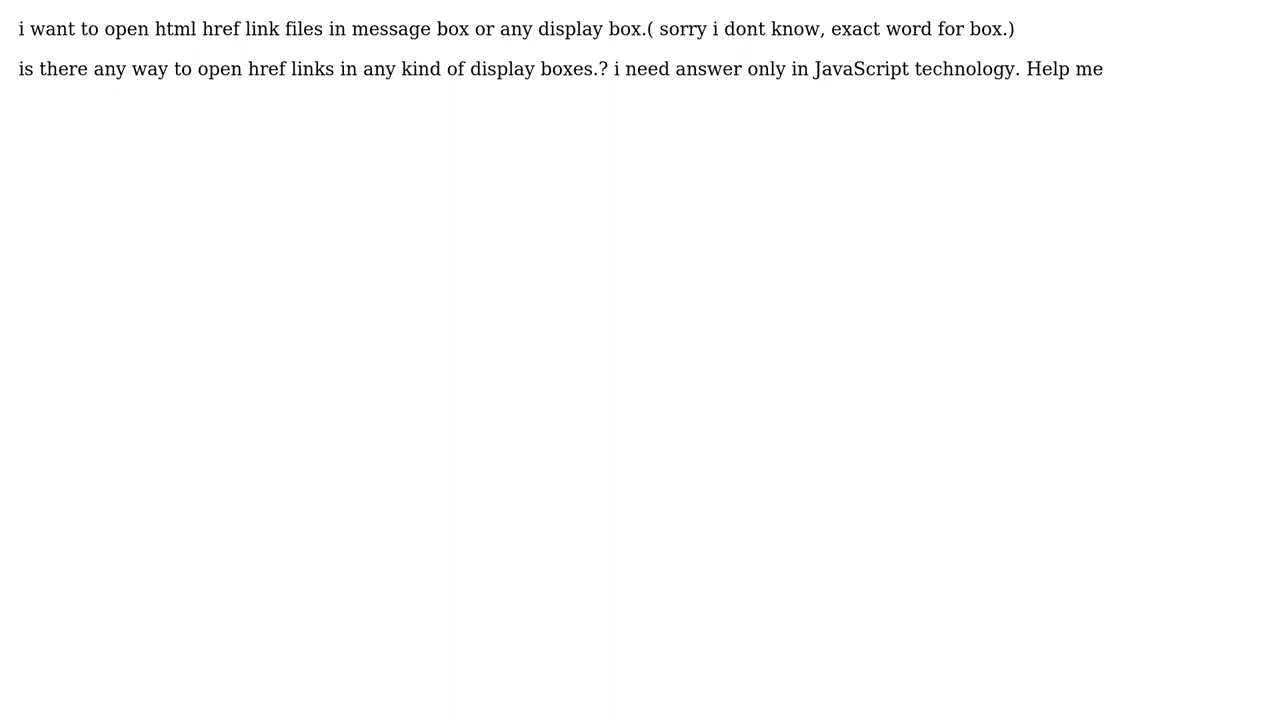 i want to open html href link files in message box or any display box.( sorry i dont know, exact word for box.)
is there any way to open href links in any kind of display boxes.? i need answer only in JavaScript technology. Help me